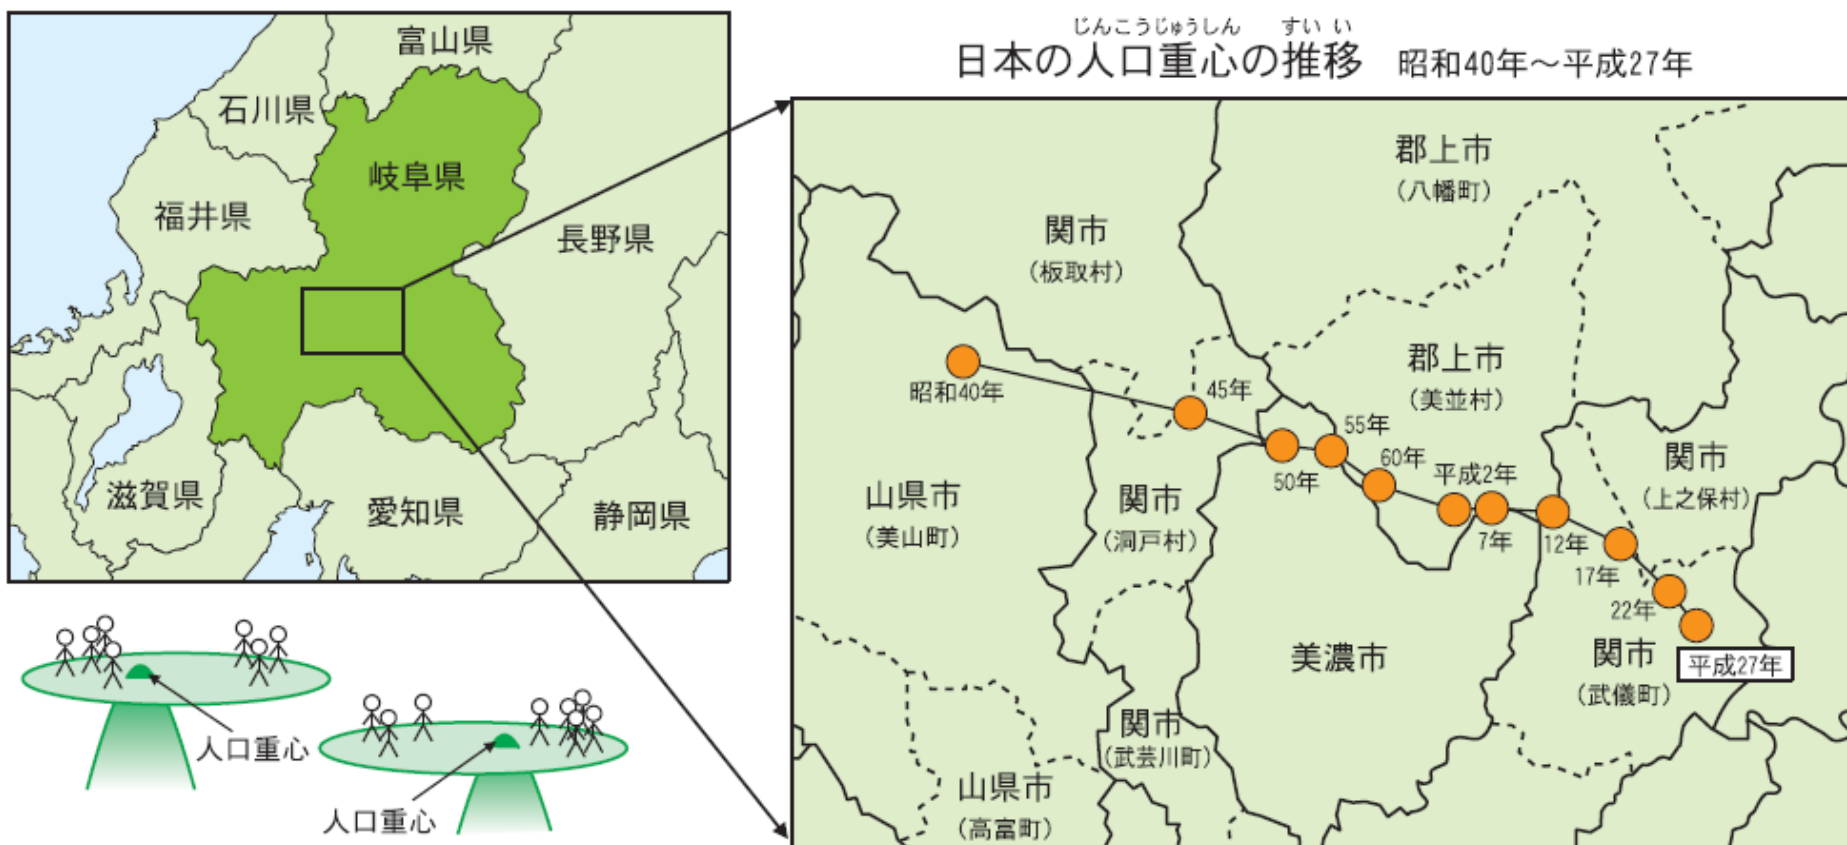 じんこうじゅうしん すいい
日本の人口重心の推移 昭和40年～平成27年
富山県
石川県
岐阜県
福井県
長野県
滋賀県
愛知県
静岡県
人口重心
人口重心
郡上市
(八幡町)
関市
(板取村)
昭和40年
45年
郡上市
(美並村)
55年
50年
60年
平成2年
7年
12年
17年
22年
平成27年
関市
(上之保村)
山県市
(美山町)
関市
(洞戸村)
美濃市
関市
(武儀町)
関市
(武芸川町)
山県市
(高富町)